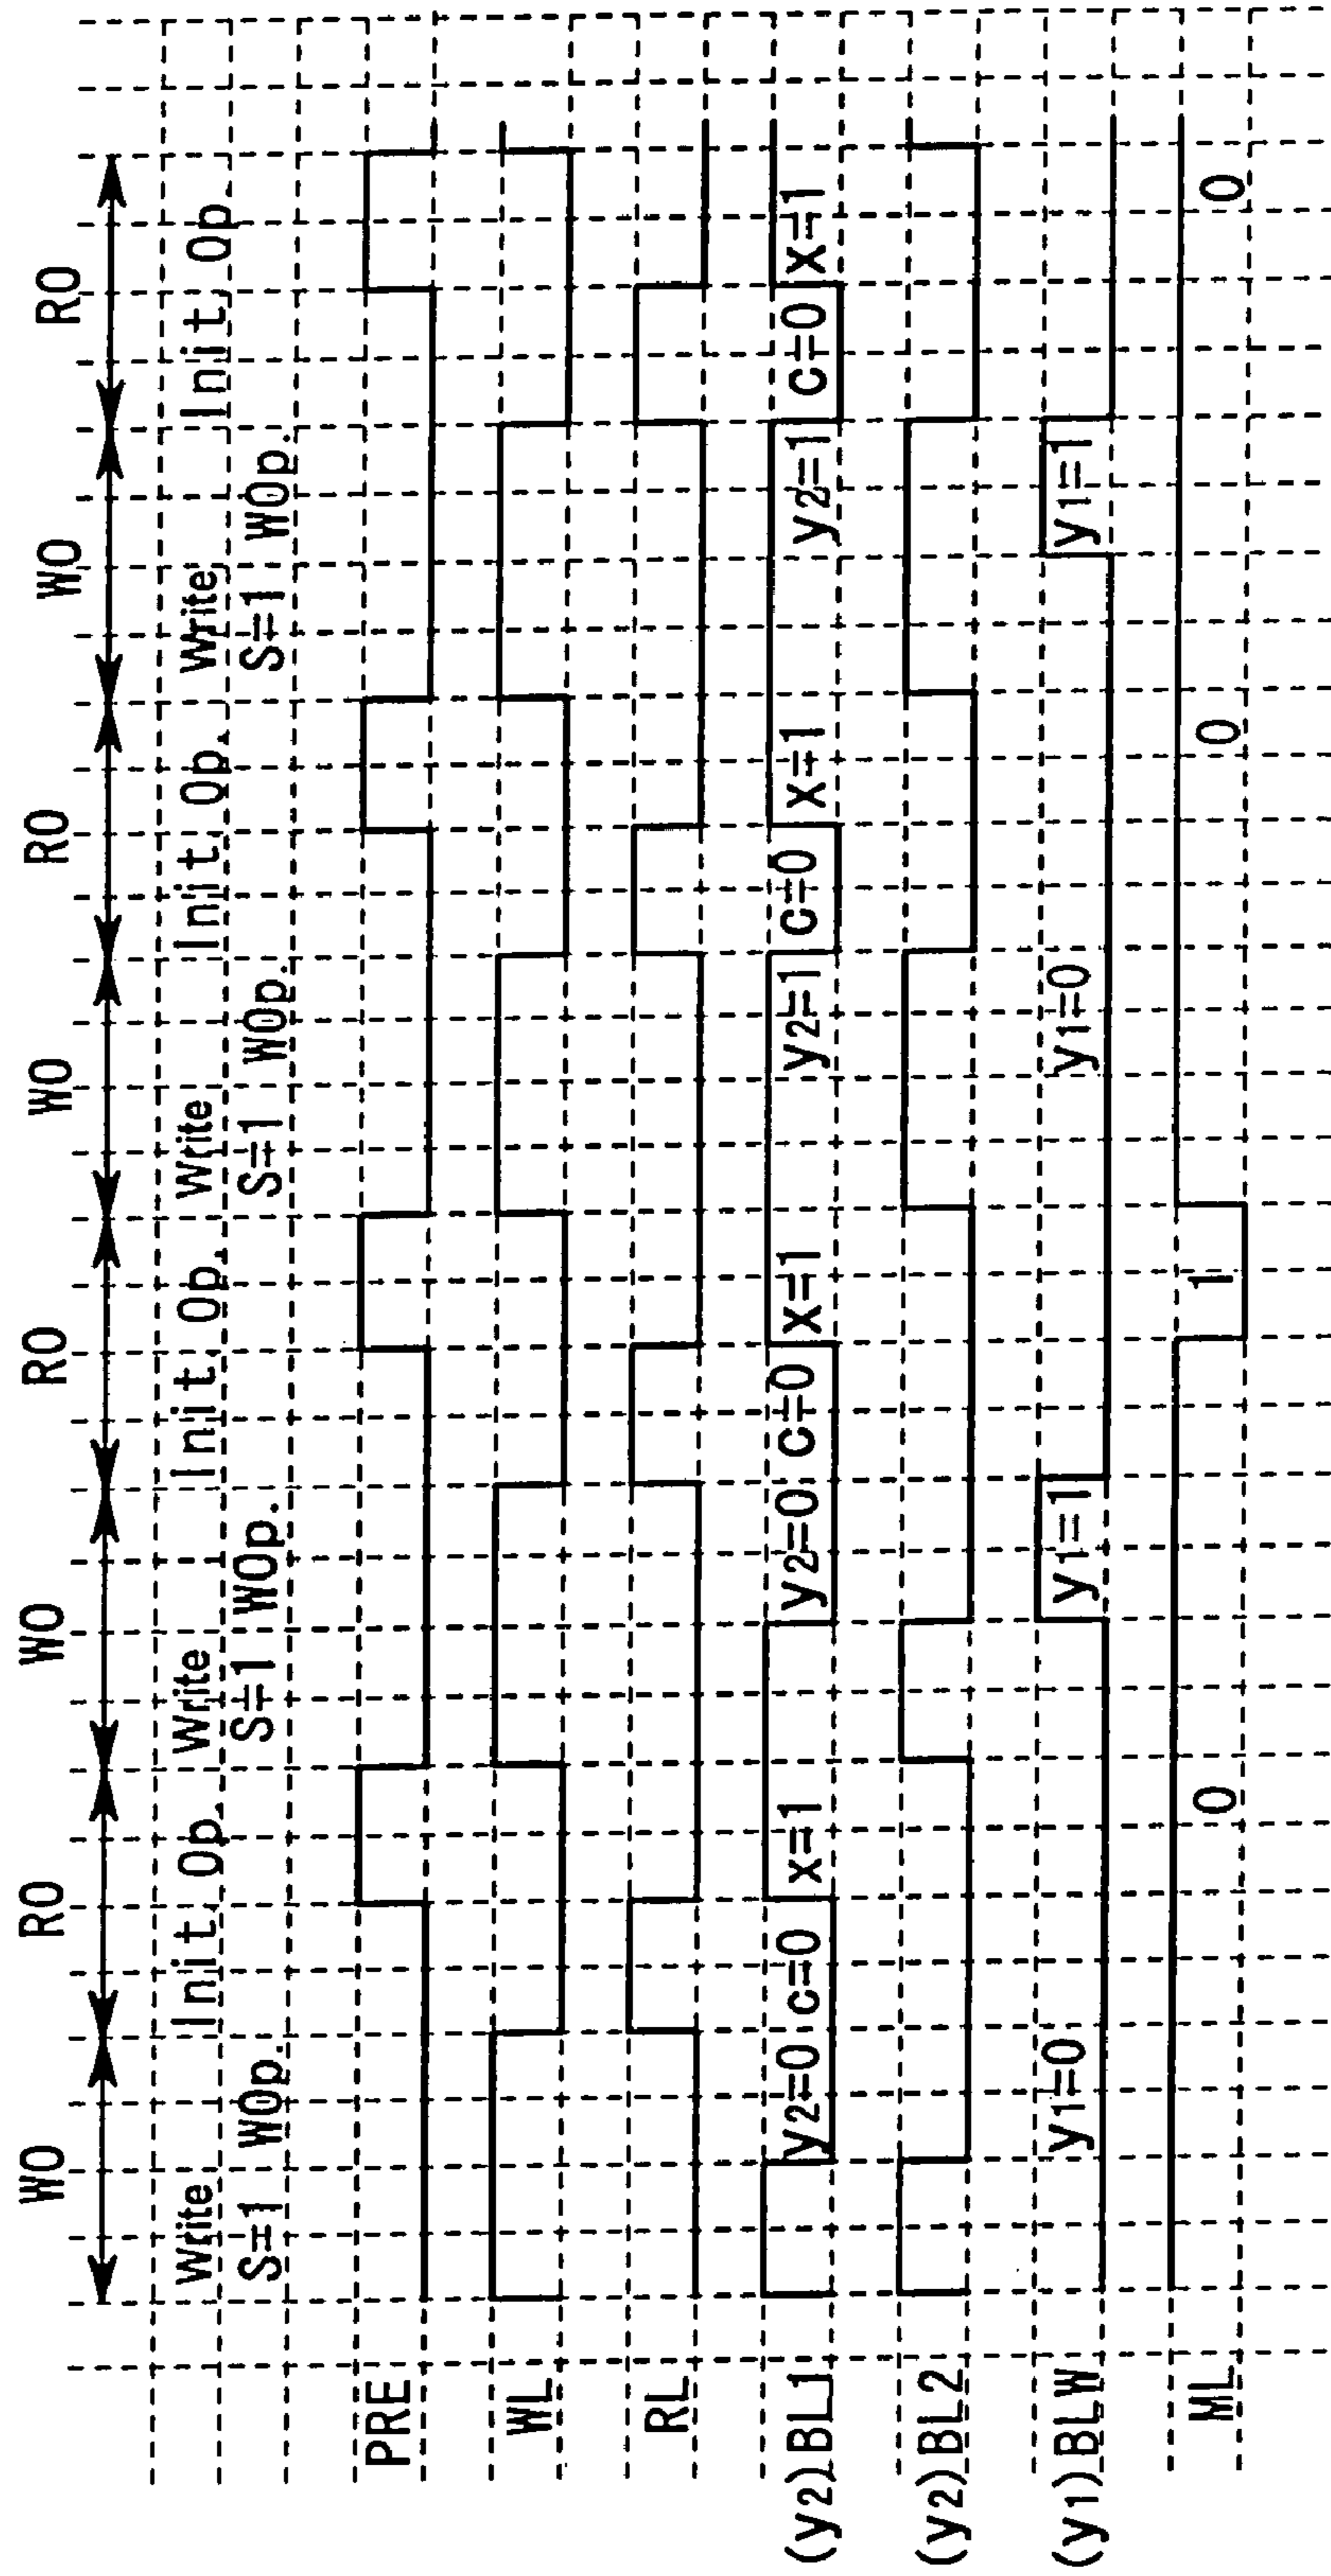 WO RO WO RO WO RO WO RO
Write Init. Op. Write Init. Op. Write Init. Op. Write Init. Op.
S=1 WOp. S=1 WOp. S=1 WOp. S=1 WOp.
PRE
WL
RL
(y2)BL1 y2=0 c=0 x=1 y2=0 c=0 x=1 y2=1 c=0 x=1 y2=1 c=0 x=1
(y2)BL2
(y1)BLW y1=0 y1=1 y1=0 y1=1
ML 0 1 0 0